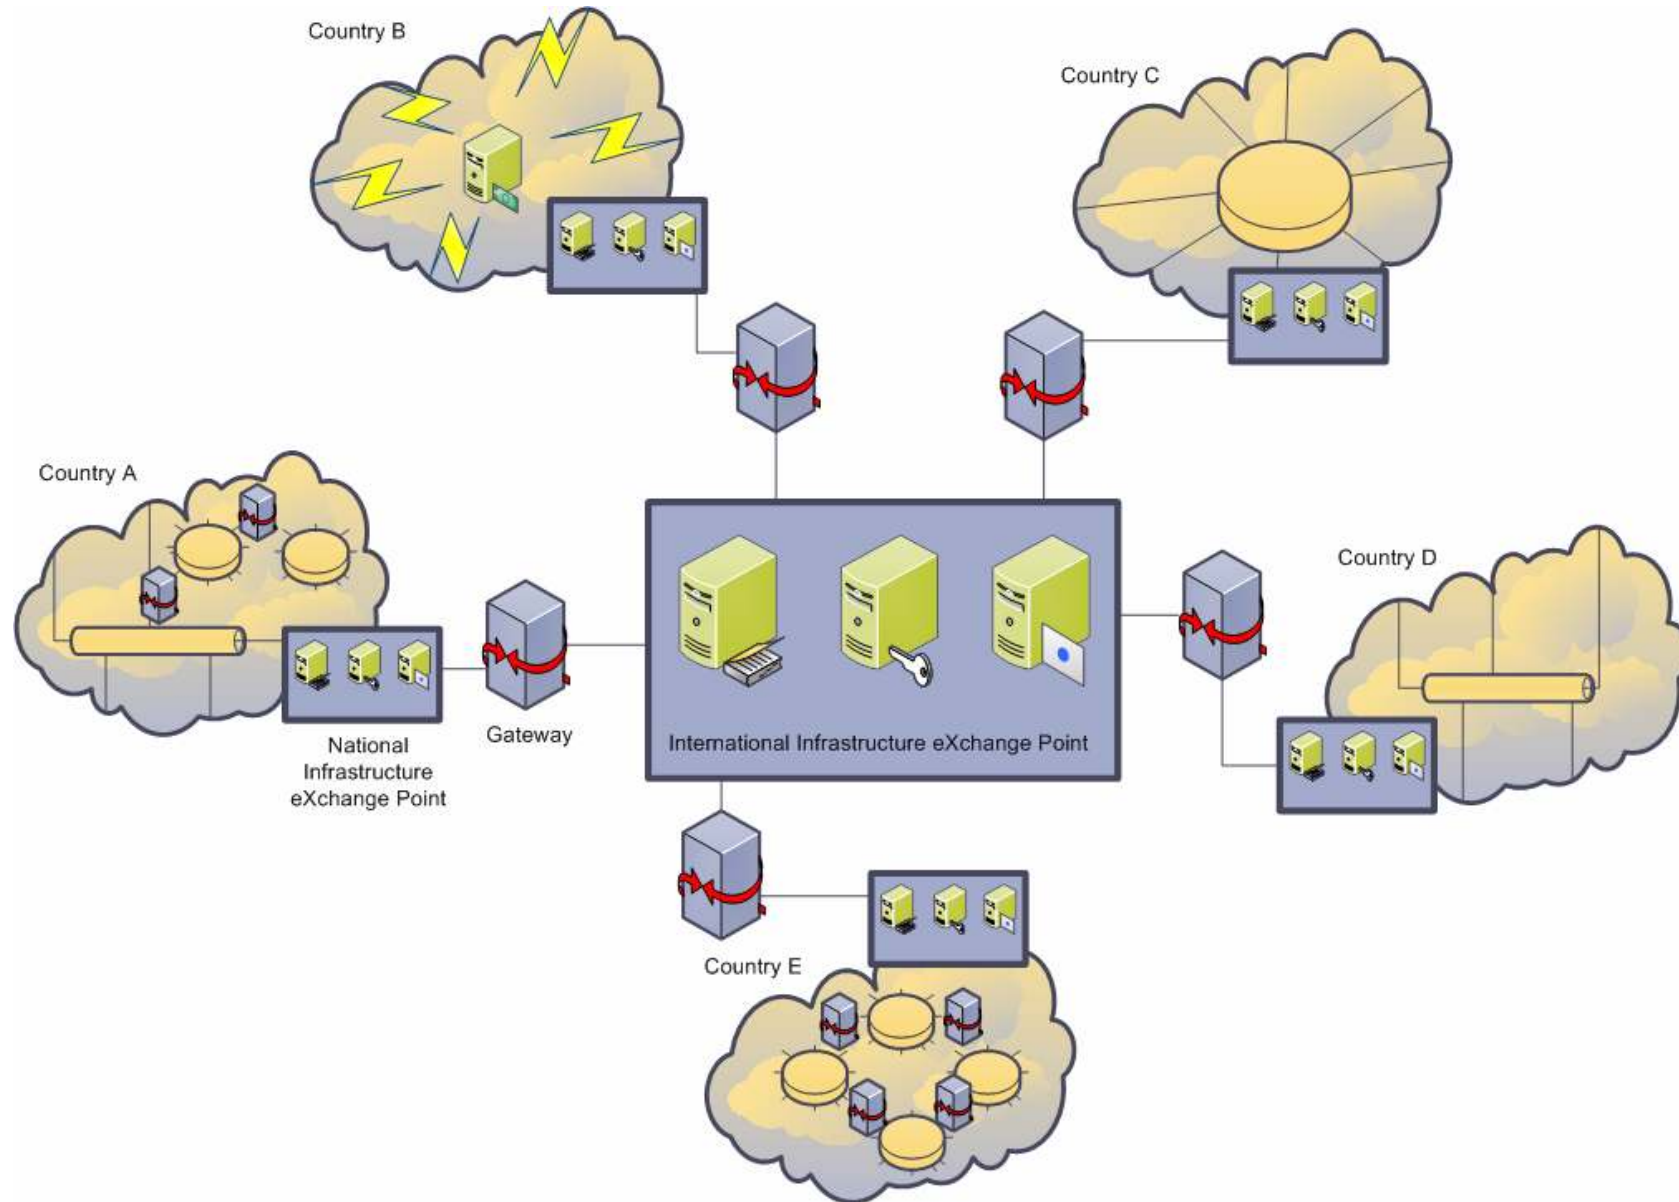 Country B
Country C
Country A
Country D
Gateway
National
Infrastructure
eXchange Point
International Infrastructure eXchange Point
Country E